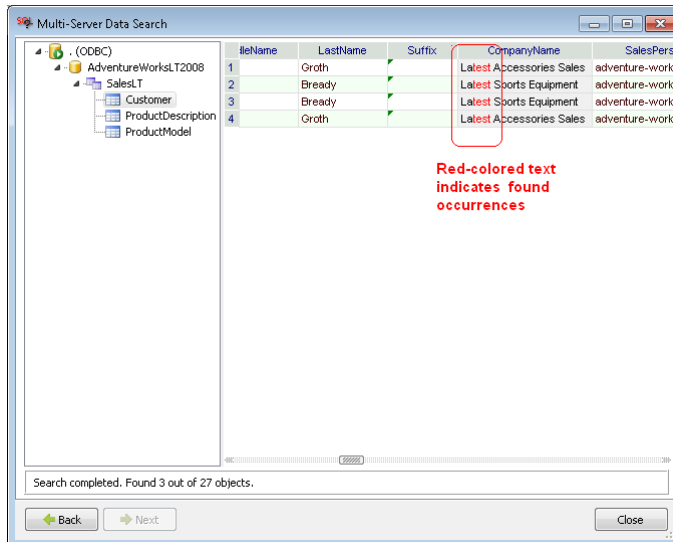 Multi-Server Data Search
. (ODBC)
AdventureWorksLT2008
SalesLT
Customer
ProductDescription
ProductModel
dleName LastName Suffix CompanyName SalesPers
1 Groth Latest Accessories Sales adventure-work
2 Bready Latest Sports Equipment adventure-work
3 Bready Latest Sports Equipment adventure-work
4 Groth Latest Accessories Sales adventure-work
Red-colored text
indicates found
occurrences
Search completed. Found 3 out of 27 objects.
Back Next Close